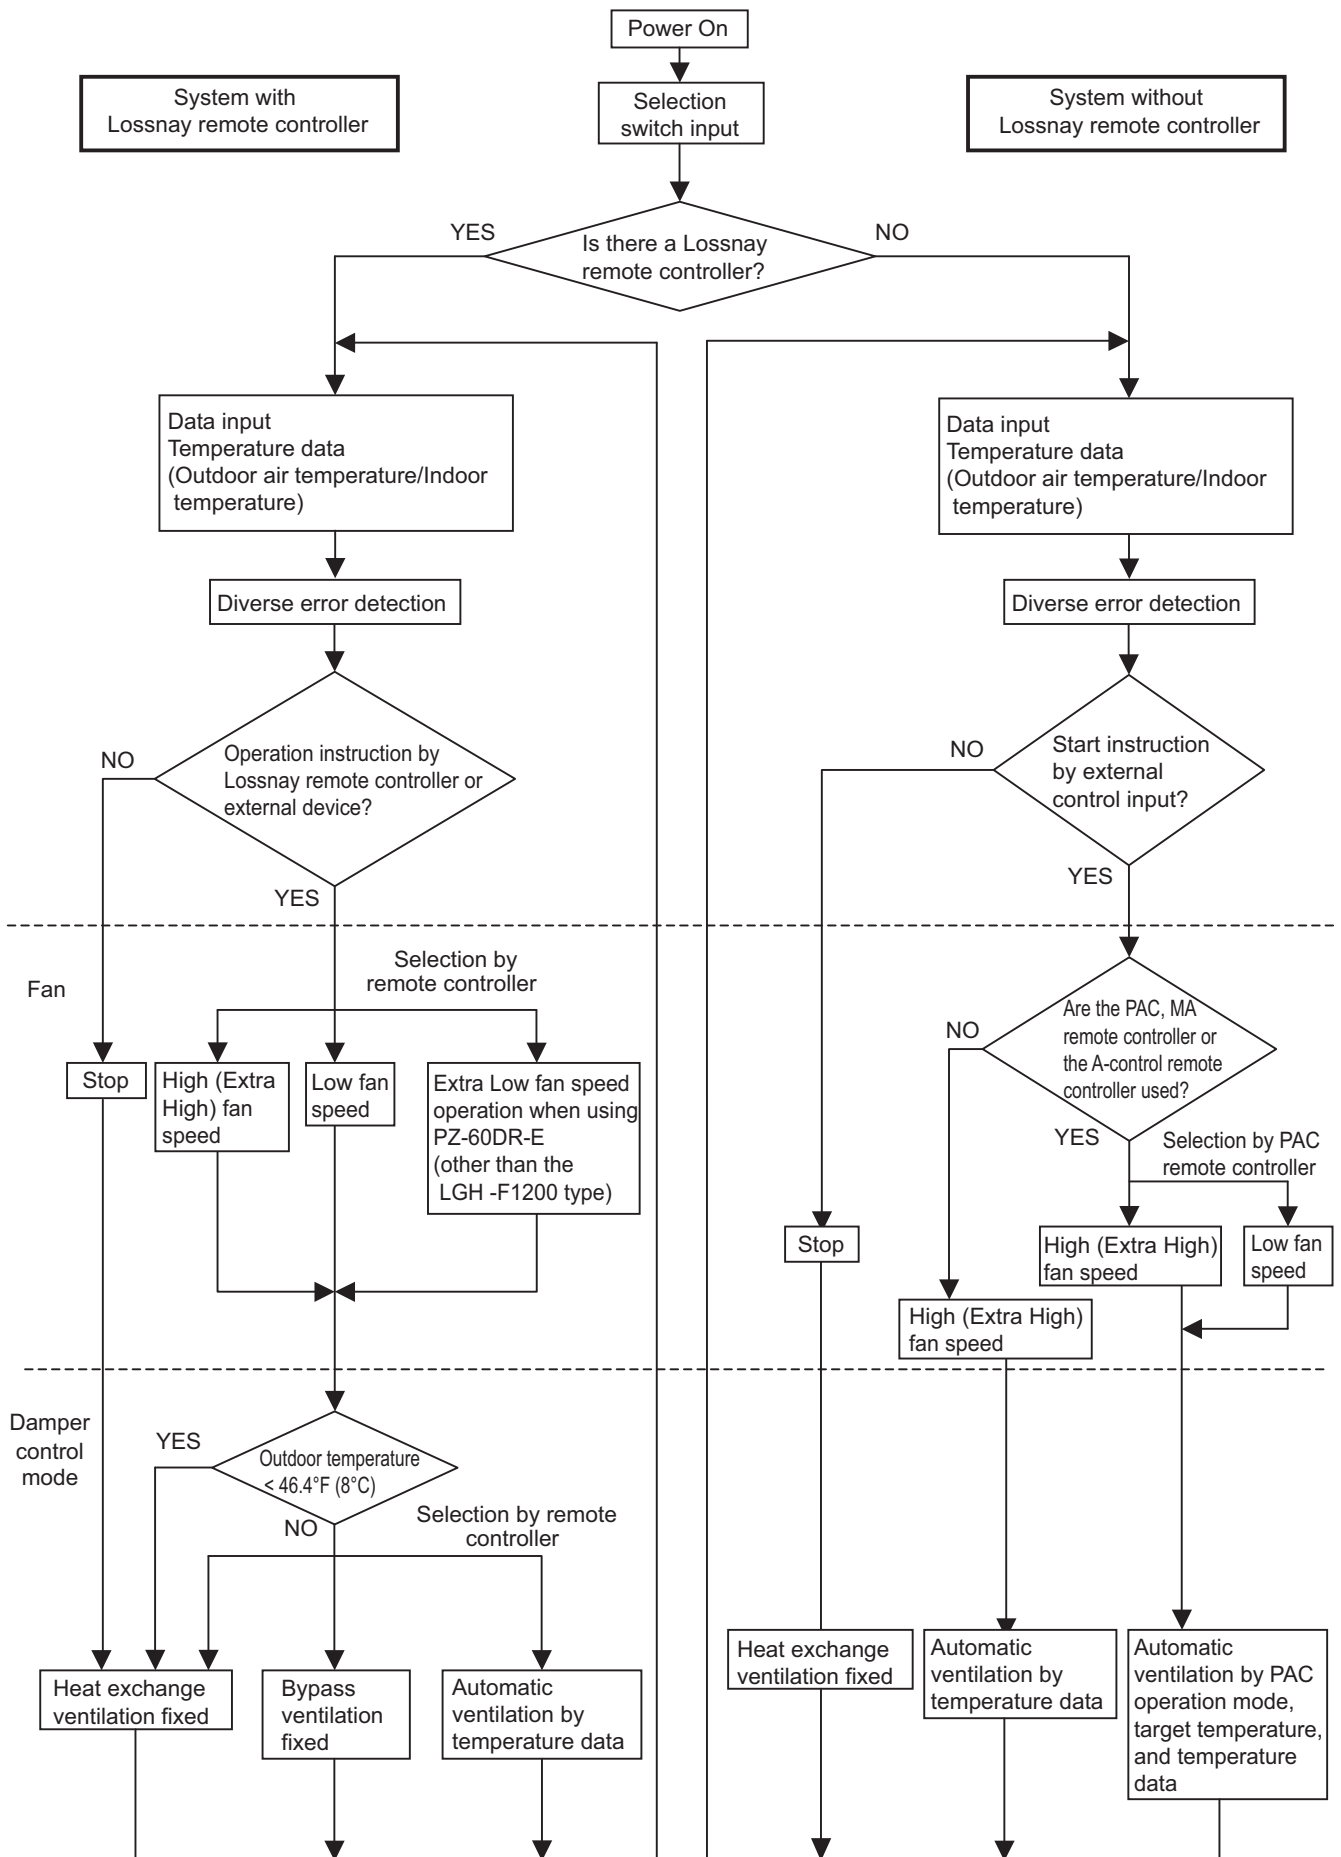 Power On
System with
Lossnay remote controller
Selection
switch input
System without
Lossnay remote controller
YES
Is there a Lossnay
remote controller?
NO
Data input
Temperature data
(Outdoor air temperature/Indoor
temperature)
Data input
Temperature data
(Outdoor air temperature/Indoor
temperature)
Diverse error detection
Diverse error detection
NO
Operation instruction by
Lossnay remote controller or
external device?
YES
NO
Start instruction
by external
control input?
YES
Fan
Selection by
remote controller
Stop
High (Extra
High) fan
speed
Low fan
speed
Extra Low fan speed
operation when using
PZ-60DR-E
(other than the
LGH -F1200 type)
NO
Are the PAC, MA
remote controller or
the A-control remote
controller used?
YES
Selection by PAC
remote controller
Stop
High (Extra High)
fan speed
Low fan
speed
High (Extra High)
fan speed
Damper
control
mode
YES
Outdoor temperature
< 46.4°F (8°C)
NO
Selection by remote
controller
Heat exchange
ventilation fixed
Bypass
ventilation
fixed
Automatic
ventilation by
temperature data
Heat exchange
ventilation fixed
Automatic
ventilation by
temperature data
Automatic
ventilation by PAC
operation mode,
target temperature,
and temperature
data